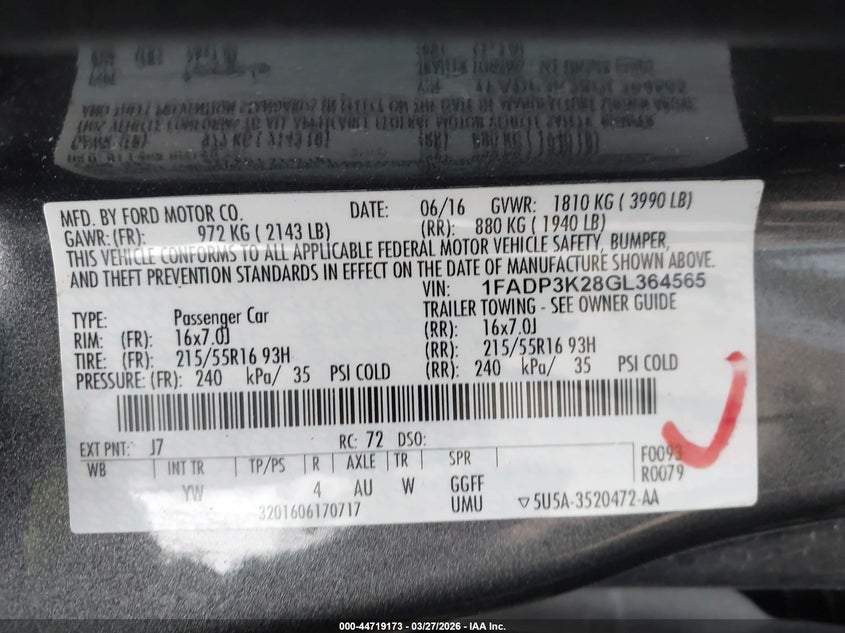 MFD. BY FORD MOTOR CO. DATE: 06/16 GVWR: 1810 KG ( 3990 LB)
GAWR: (FR): 972 KG ( 2143 LB) (RR): 880 KG ( 1940 LB)
THIS VEHICLE CONFORMS TO ALL APPLICABLE FEDERAL MOTOR VEHICLE SAFETY, BUMPER,
AND THEFT PREVENTION STANDARDS IN EFFECT ON THE DATE OF MANUFACTURE SHOWN ABOVE.
VIN: 1FADP3K28GL364565
TYPE: Passenger Car TRAILER TOWING - SEE OWNER GUIDE
RIM: (FR): 16x7.0J (RR): 16x7.0J
TIRE: (FR): 215/55R16 93H (RR): 215/55R16 93H
PRESSURE: (FR): 240 kPa/ 35 PSI COLD (RR): 240 kPa/ 35 PSI COLD
EXT PNT: J7 RC: 72 DSO: F0093
WB INT TR TP/PS R AXLE TR SPR R0079
YW 4 AU W GGFF
3201606170717 UMU ▽ 5U5A-3520472-AA
000-44719173 - 03/27/2026 - IAA Inc.